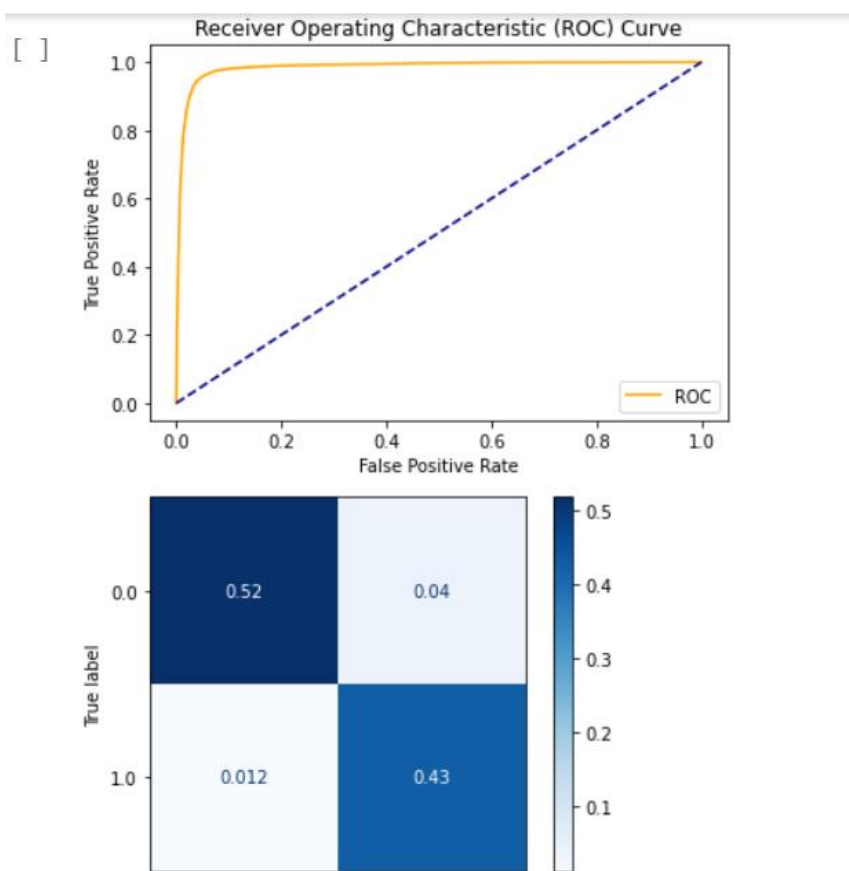 Receiver Operating Characteristic (ROC) Curve
[ ]
1.0
0.8
0.6
0.4
0.2
0.0
True Positive Rate
ROC
0.0 0.2 0.4 0.6 0.8 1.0
False Positive Rate
0.0
1.0
True label
0.52 0.04
0.012 0.43
0.5
0.4
0.3
0.2
0.1